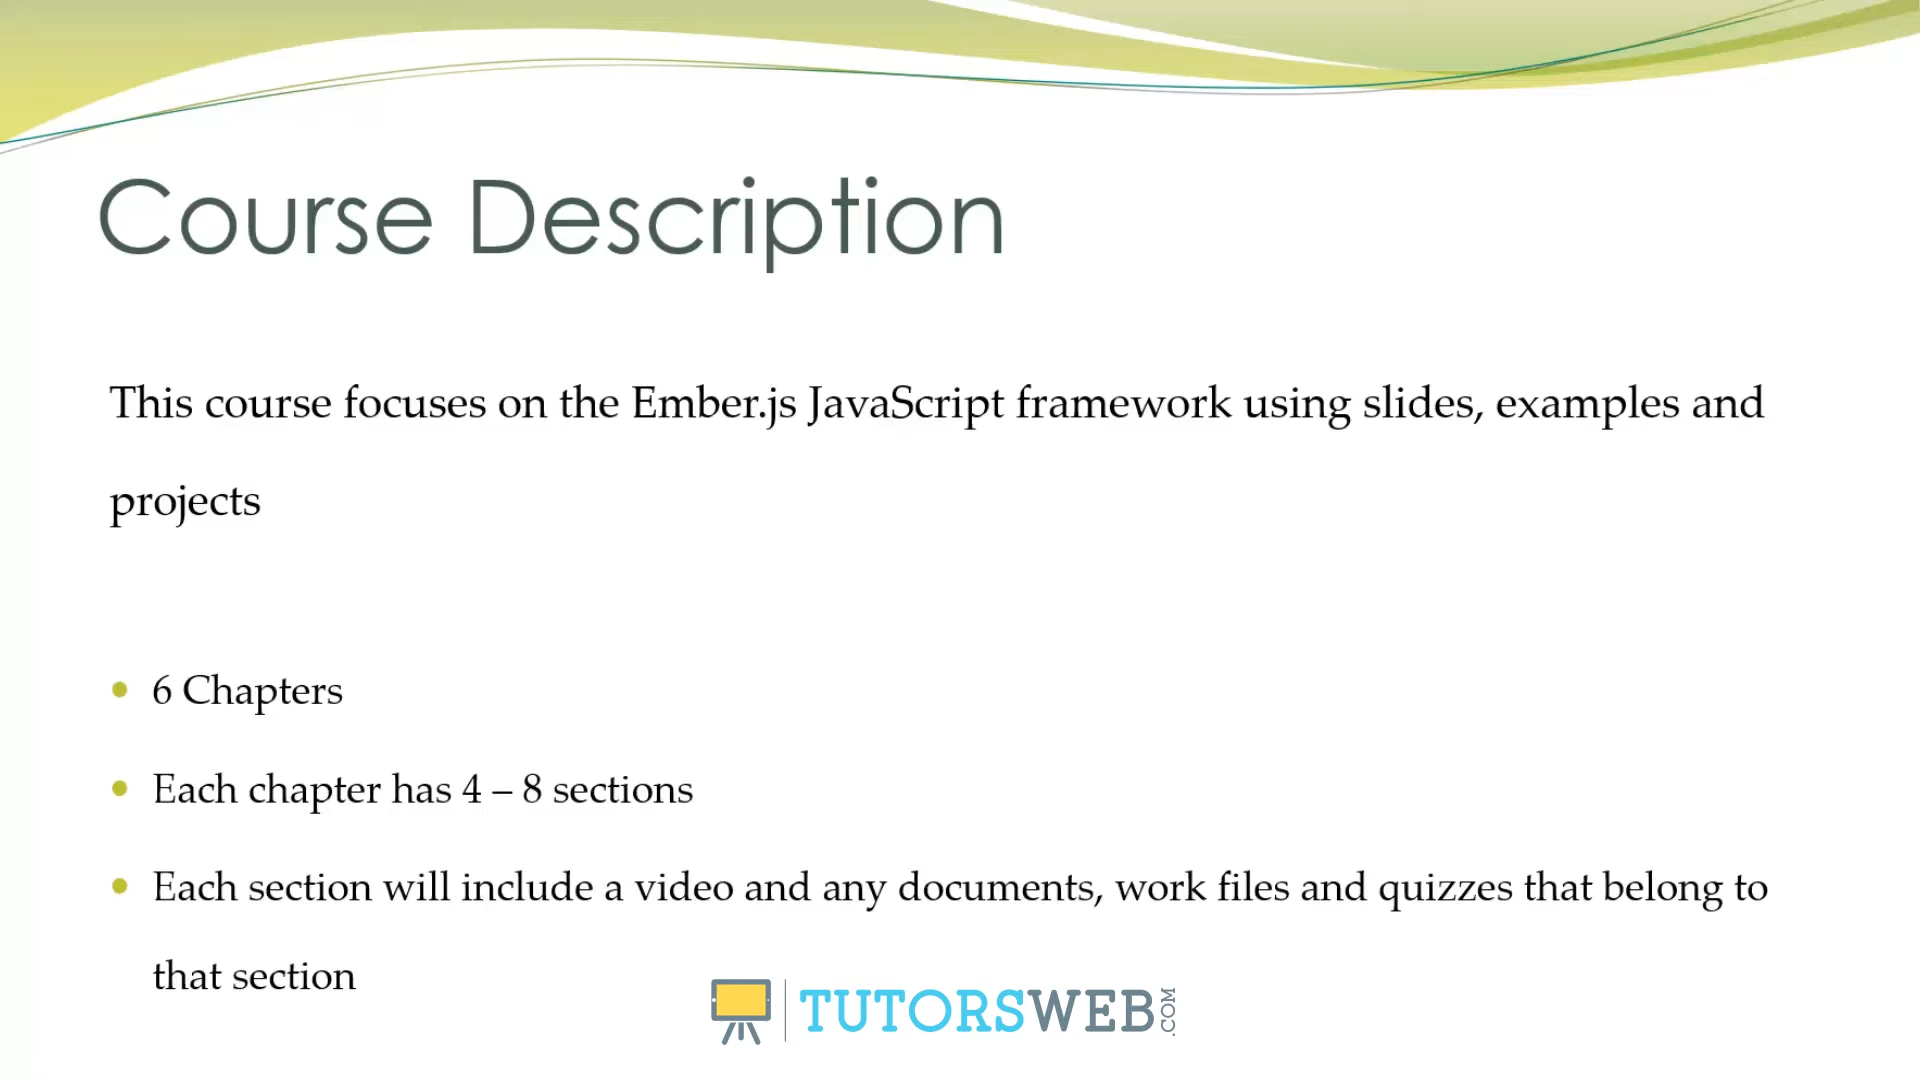 Course Description
This course focuses on the Ember.js JavaScript framework using slides, examples and
projects
• 6 Chapters
• Each chapter has 4 – 8 sections
• Each section will include a video and any documents, work files and quizzes that belong to
that section
TUTORSWEB.COM